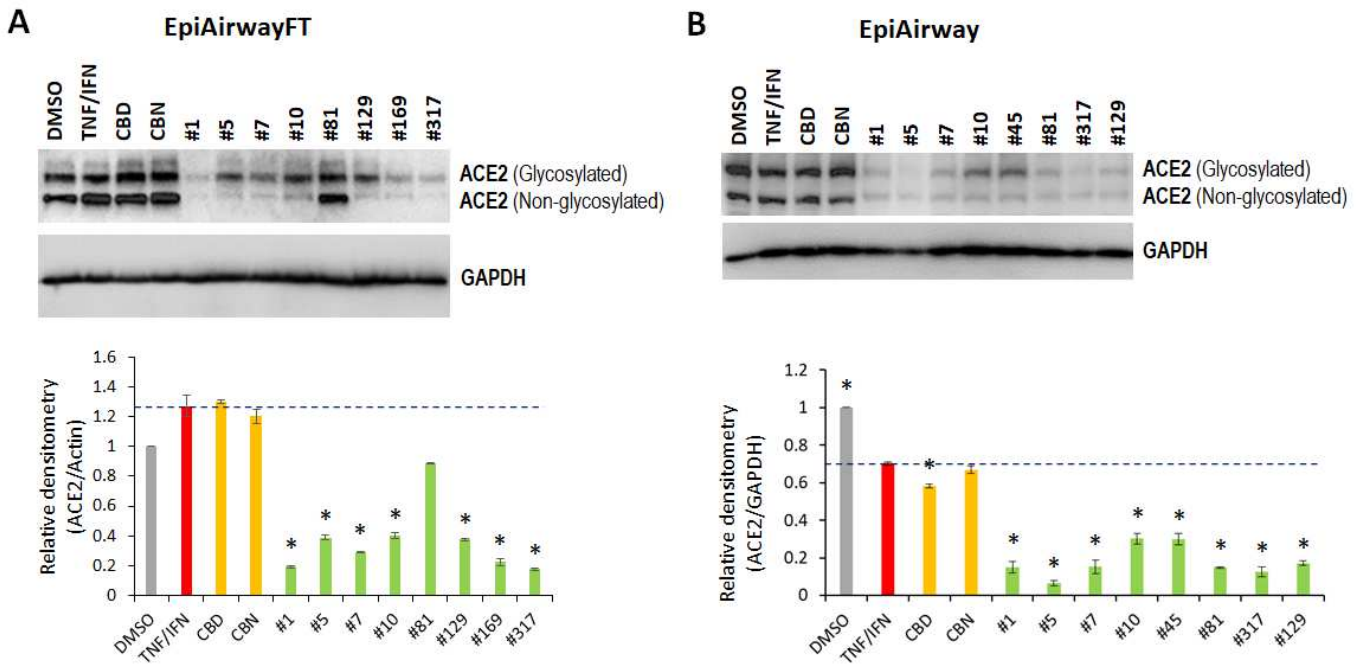 A
EpiAirwayFT
DMSO TNF/IFN CBD CBN #1 #5 #7 #10 #81 #129 #169 #317
ACE2 (Glycosylated)
ACE2 (Non-glycosylated)
GAPDH
Relative densitometry
(ACE2/Actin)
1.6
1.4
1.2
1
0.8
0.6
0.4
0.2
0
* * * * * * *
DMSO TNF/IFN CBD CBN #1 #5 #7 #10 #81 #129 #169 #317
B
EpiAirway
DMSO TNF/IFN CBD CBN #1 #5 #7 #10 #45 #81 #317 #129
ACE2 (Glycosylated)
ACE2 (Non-glycosylated)
GAPDH
Relative densitometry
(ACE2/GAPDH)
1.2
1
0.8
0.6
0.4
0.2
0
* * * * * * * * * *
DMSO TNF/IFN CBD CBN #1 #5 #7 #10 #45 #81 #317 #129